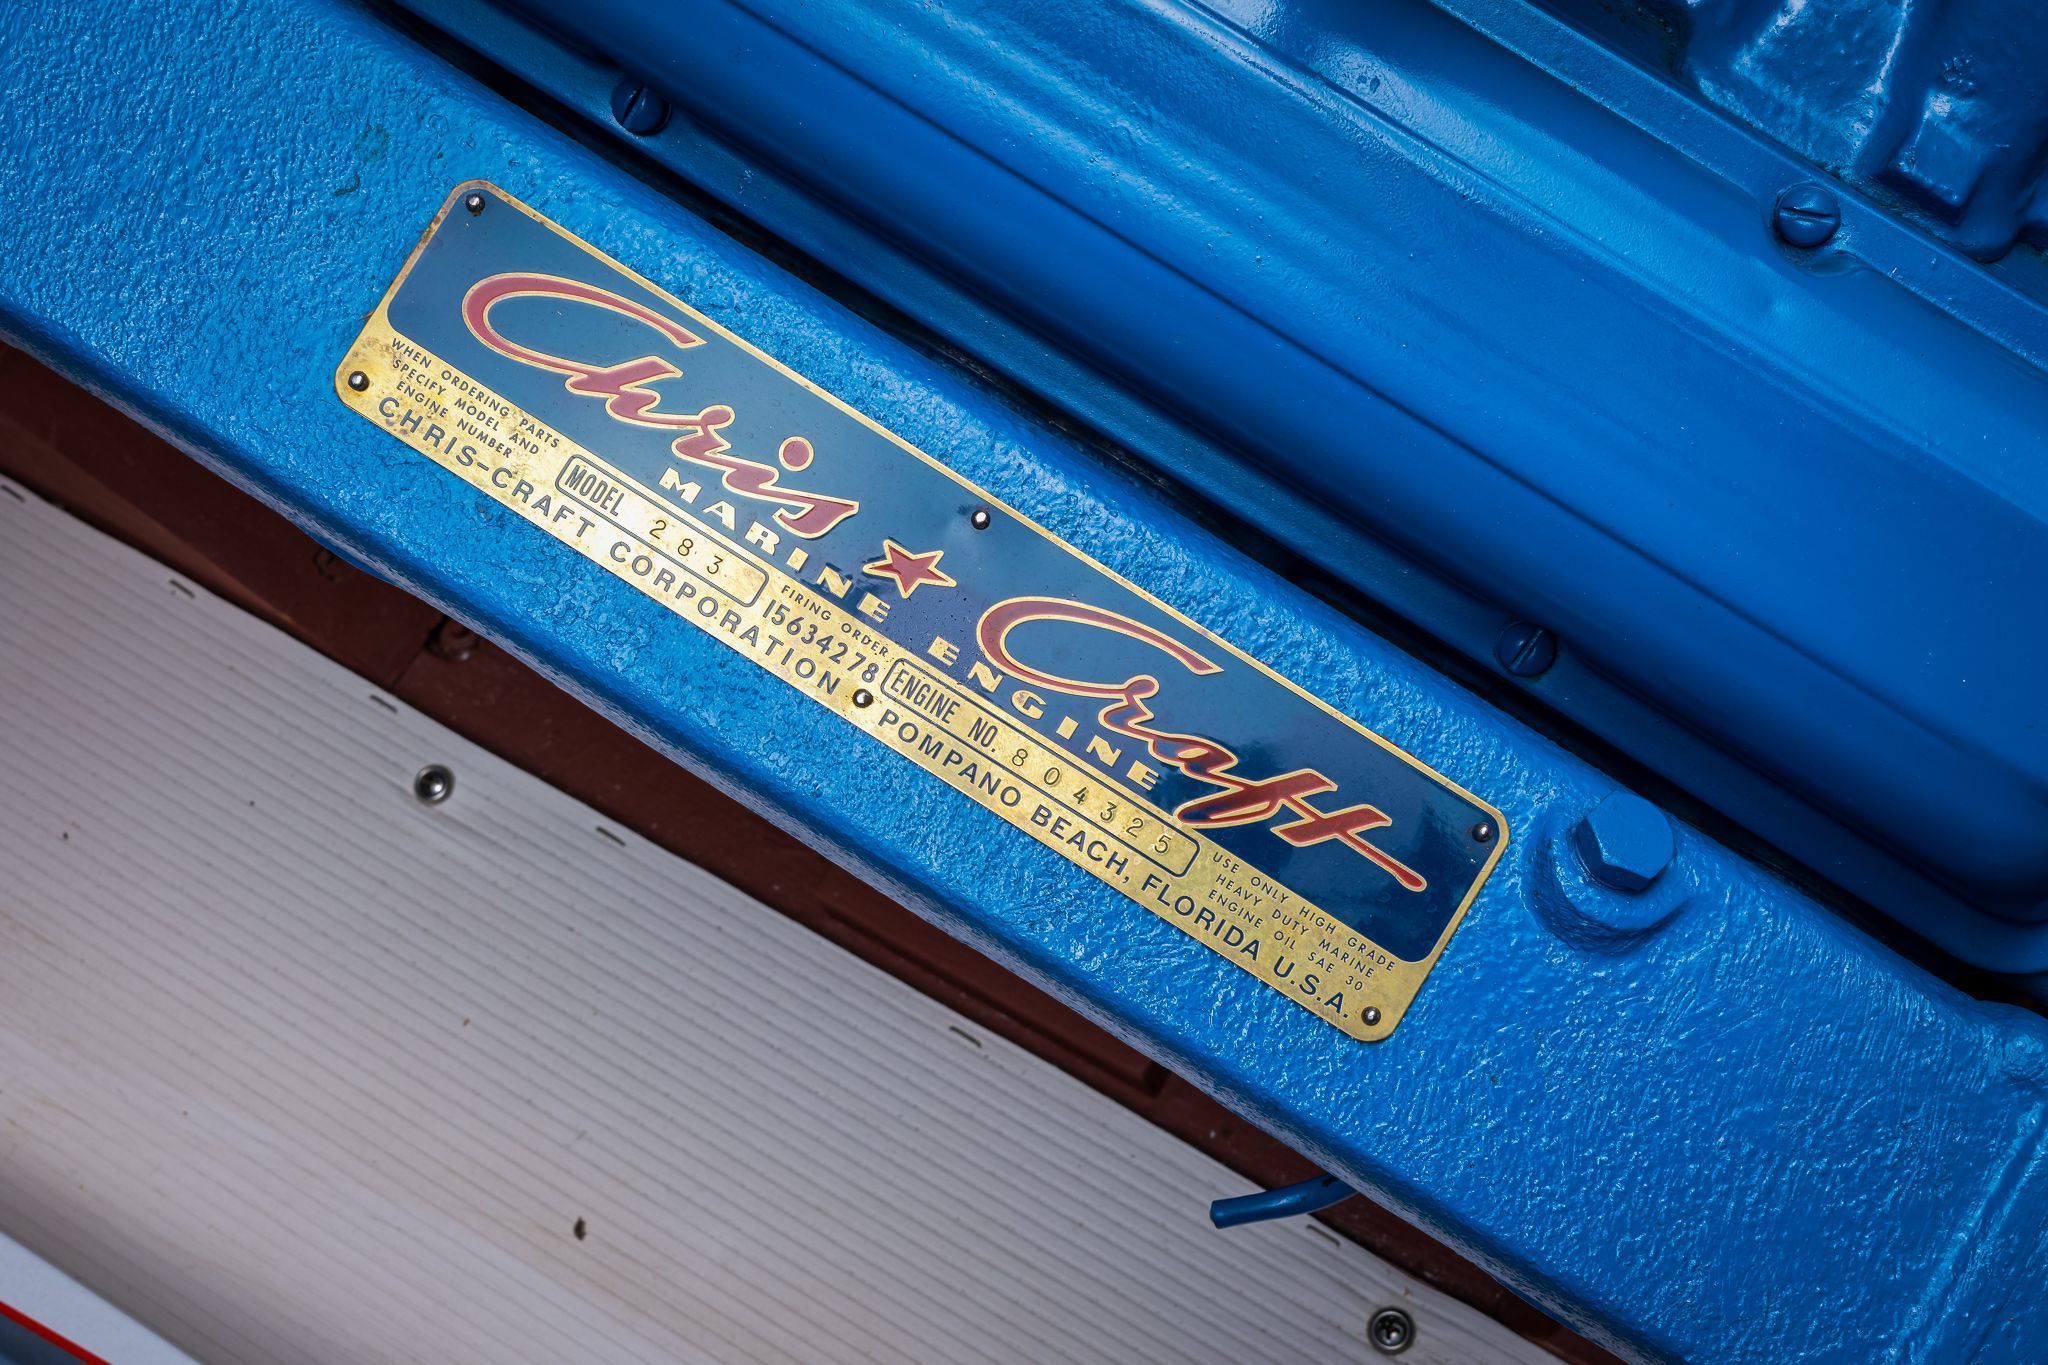 Chris ★ Craft
MARINE ENGINE
WHEN ORDERING PARTS
SPECIFY MODEL AND
ENGINE NUMBER
MODEL 283
FIRING ORDER
15634278
ENGINE NO. 804325
USE ONLY HIGH GRADE
HEAVY DUTY MARINE
ENGINE OIL SAE 30
CHRIS-CRAFT CORPORATION POMPANO BEACH, FLORIDA U.S.A.